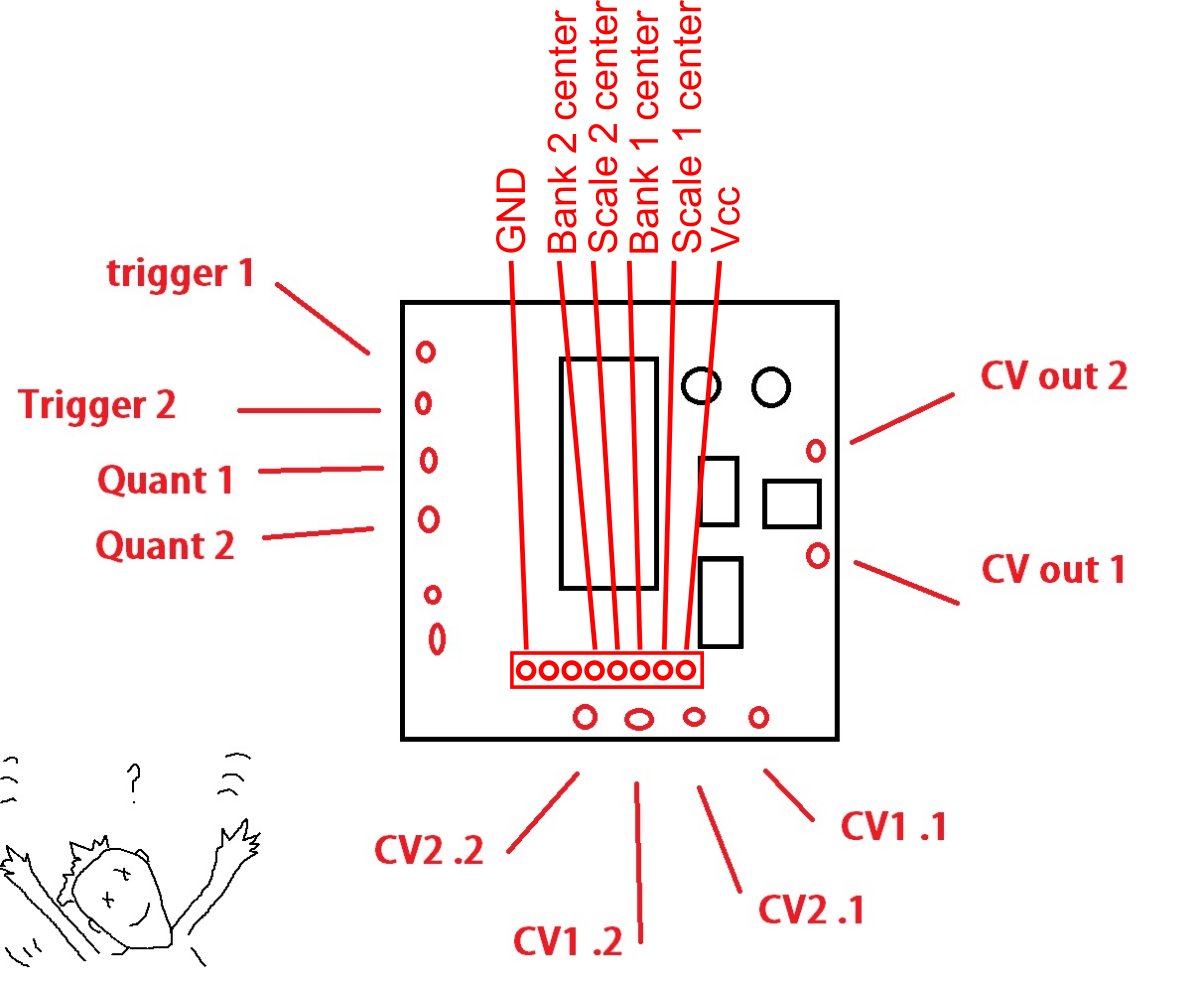 GND
Bank 2 center
Scale 2 center
Bank 1 center
Scale 1 center
Vcc
trigger 1
Trigger 2
Quant 1
Quant 2
CV out 2
CV out 1
CV2 .2
CV1 .2
CV2 .1
CV1 .1
?